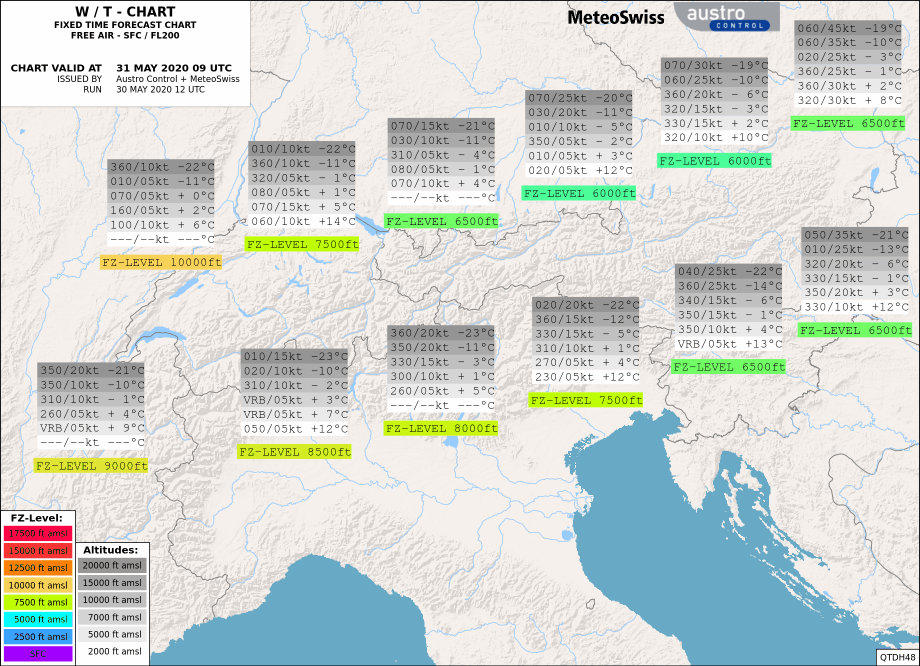 W / T - CHART
FIXED TIME FORECAST CHART
FREE AIR - SFC / FL200
CHART VALID AT 31 MAY 2020 09 UTC
ISSUED BY Austro Control + MeteoSwiss
RUN 30 MAY 2020 12 UTC
MeteoSwiss
austro
CONTROL
060/45kt -19°C
060/35kt -10°C
020/25kt - 3°C
360/25kt - 1°C
360/30kt + 2°C
320/30kt + 8°C
FZ-LEVEL 6500ft
070/30kt -19°C
060/25kt -10°C
360/20kt - 6°C
320/15kt - 3°C
330/15kt + 2°C
320/10kt +10°C
FZ-LEVEL 6000ft
070/25kt -20°C
030/20kt -11°C
010/10kt - 5°C
350/05kt - 2°C
010/05kt + 3°C
020/05kt +12°C
FZ-LEVEL 6000ft
070/15kt -21°C
030/10kt -11°C
310/05kt - 4°C
080/05kt - 1°C
070/10kt + 4°C
---/--kt ---°C
FZ-LEVEL 6500ft
010/10kt -22°C
360/10kt -11°C
320/05kt - 1°C
080/05kt + 1°C
070/15kt + 5°C
060/10kt +14°C
FZ-LEVEL 7500ft
360/10kt -22°C
010/05kt -11°C
070/05kt + 0°C
160/05kt + 2°C
100/10kt + 6°C
---/--kt ---°C
FZ-LEVEL 10000ft
050/35kt -21°C
010/25kt -13°C
320/20kt - 6°C
330/15kt - 1°C
350/20kt + 3°C
330/10kt +12°C
FZ-LEVEL 6500ft
040/25kt -22°C
360/25kt -14°C
340/15kt - 6°C
350/15kt - 1°C
350/10kt + 4°C
VRB/05kt +13°C
FZ-LEVEL 6500ft
020/20kt -22°C
360/15kt -12°C
330/15kt - 5°C
310/10kt + 1°C
270/05kt + 4°C
230/05kt +12°C
FZ-LEVEL 7500ft
360/20kt -23°C
350/20kt -11°C
330/15kt - 3°C
300/10kt + 1°C
260/05kt + 5°C
---/--kt ---°C
FZ-LEVEL 8000ft
010/15kt -23°C
020/10kt -10°C
310/10kt - 2°C
VRB/05kt + 3°C
VRB/05kt + 7°C
050/05kt +12°C
FZ-LEVEL 8500ft
350/20kt -21°C
350/10kt -10°C
310/10kt - 1°C
260/05kt + 4°C
VRB/05kt + 9°C
---/--kt ---°C
FZ-LEVEL 9000ft
FZ-Level:
17500 ft amsl
15000 ft amsl
12500 ft amsl
10000 ft amsl
7500 ft amsl
5000 ft amsl
2500 ft amsl
SFC
Altitudes:
20000 ft amsl
15000 ft amsl
10000 ft amsl
7000 ft amsl
5000 ft amsl
2000 ft amsl
QTDH48